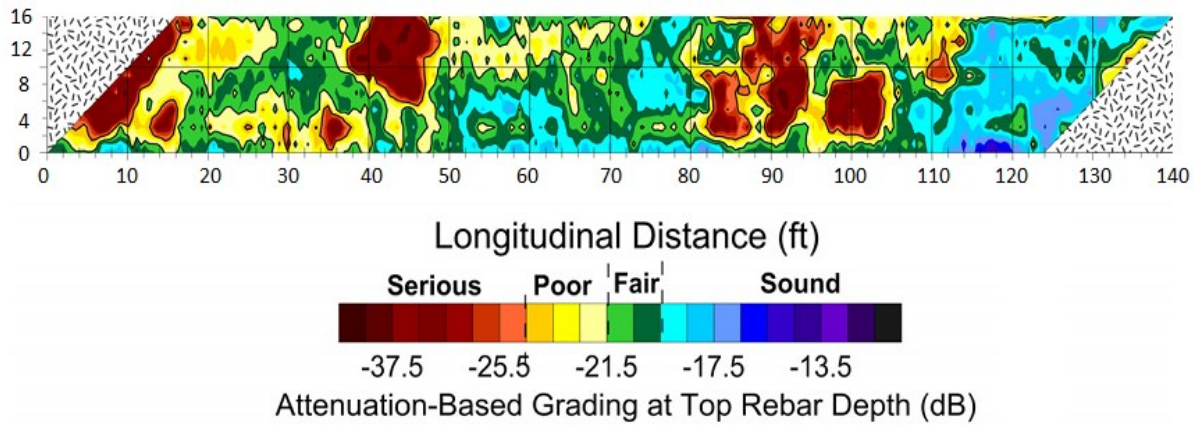 16
12
8
4
0
0 10 20 30 40 50 60 70 80 90 100 110 120 130 140
Longitudinal Distance (ft)
Serious Poor Fair Sound
-37.5 -25.5 -21.5 -17.5 -13.5
Attenuation-Based Grading at Top Rebar Depth (dB)